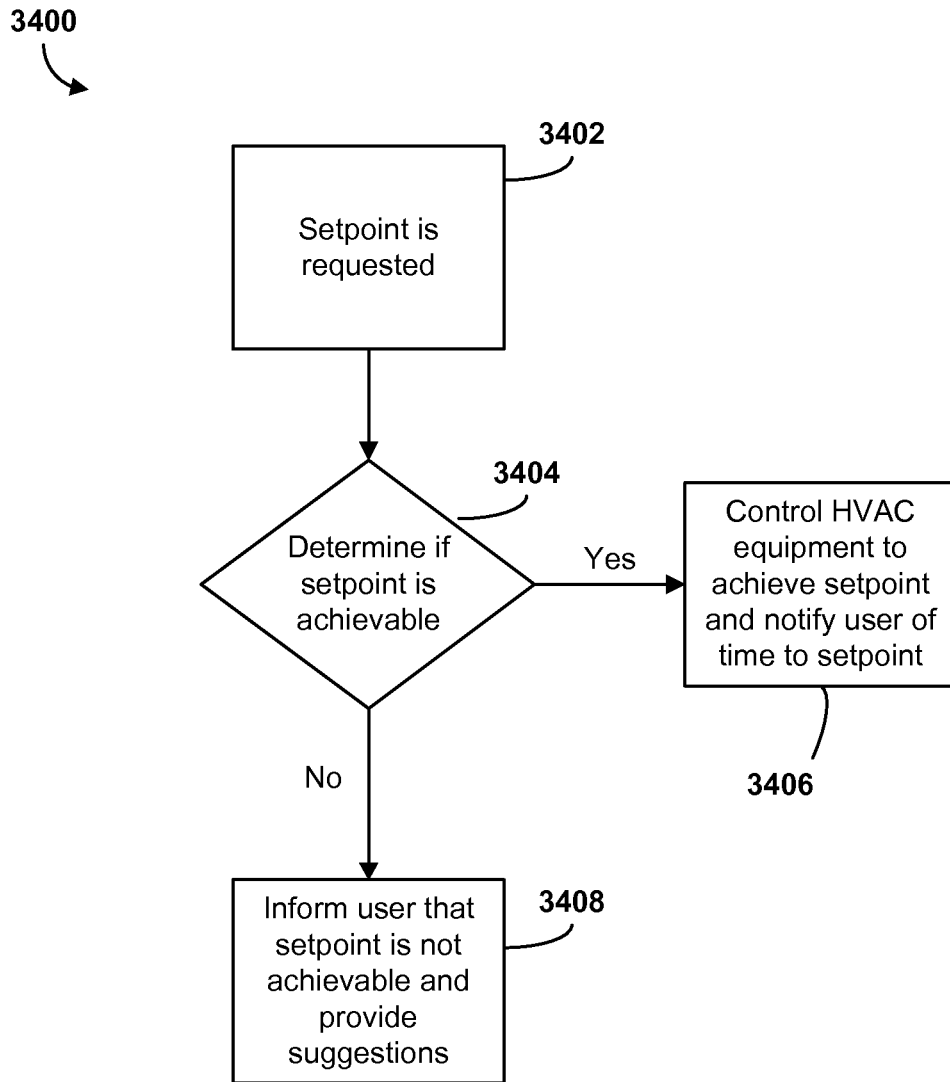 3400
3402
Setpoint is
requested
3404
Determine if
setpoint is
achievable
Yes
Control HVAC
equipment to
achieve setpoint
and notify user of
time to setpoint
3406
No
3408
Inform user that
setpoint is not
achievable and
provide
suggestions